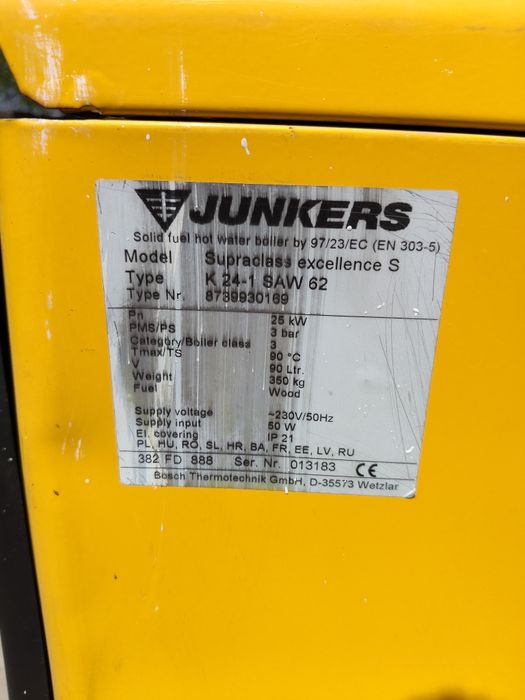 JUNKERS
Solid fuel hot water boiler by 97/23/EC (EN 303-5)
Model Supraclass excellence S
Type K 24-1 SAW 62
Type Nr. 8739930169
Pn 25 kW
PMS/PS 3 bar
Category/Boiler class 3
Tmax/TS 90 °C
V 90 Ltr.
Weight 350 kg
Fuel Wood
Supply voltage ~230V/50Hz
Supply input 50 W
El. covering IP 21
PL, HU, RO, SL, HR, BA, FR, EE, LV, RU
382 FD 888 Ser. Nr. 013183 CE
Bosch Thermotechnik GmbH, D-35573 Wetzlar